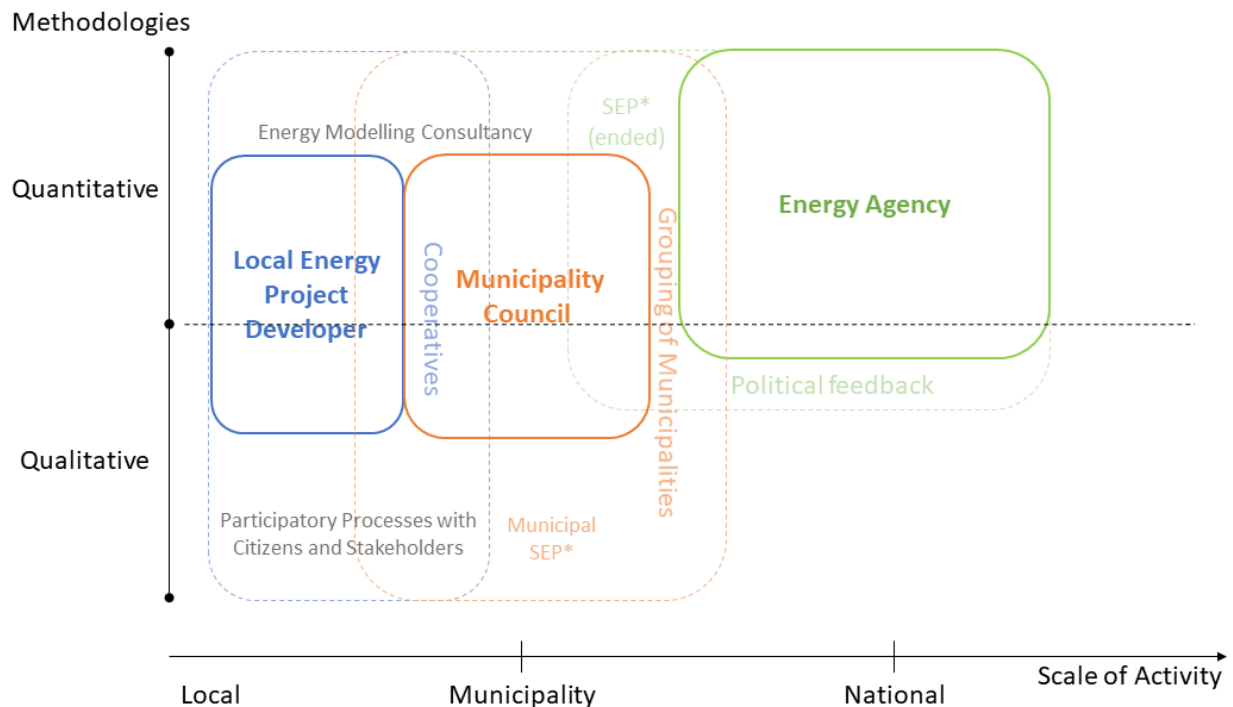 Methodologies
SEP*
(ended)
Energy Modelling Consultancy
Quantitative
Energy Agency
Local Energy
Project
Developer
Cooperatives
Municipality
Council
Grouping of Municipalities
Political feedback
Qualitative
Participatory Processes with
Citizens and Stakeholders
Municipal
SEP*
Scale of Activity
Local
Municipality
National